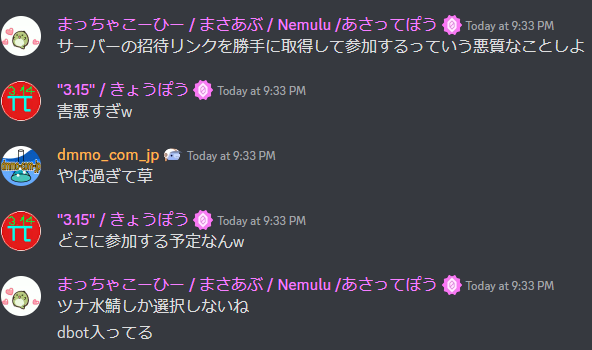 まっちゃこーひー / まさあぶ / Nemulu /あさってぽう Today at 9:33 PM
サーバーの招待リンクを勝手に取得して参加するっていう悪質なことしよ
3.14
π
"3.15" / きょうぽう Today at 9:33 PM
害悪すぎw
dmmo_com_jp Today at 9:33 PM
やば過ぎて草
3.14
π
"3.15" / きょうぽう Today at 9:33 PM
どこに参加する予定なんw
まっちゃこーひー / まさあぶ / Nemulu /あさってぽう Today at 9:33 PM
ツナ水鯖しか選択しないね
dbot入ってる